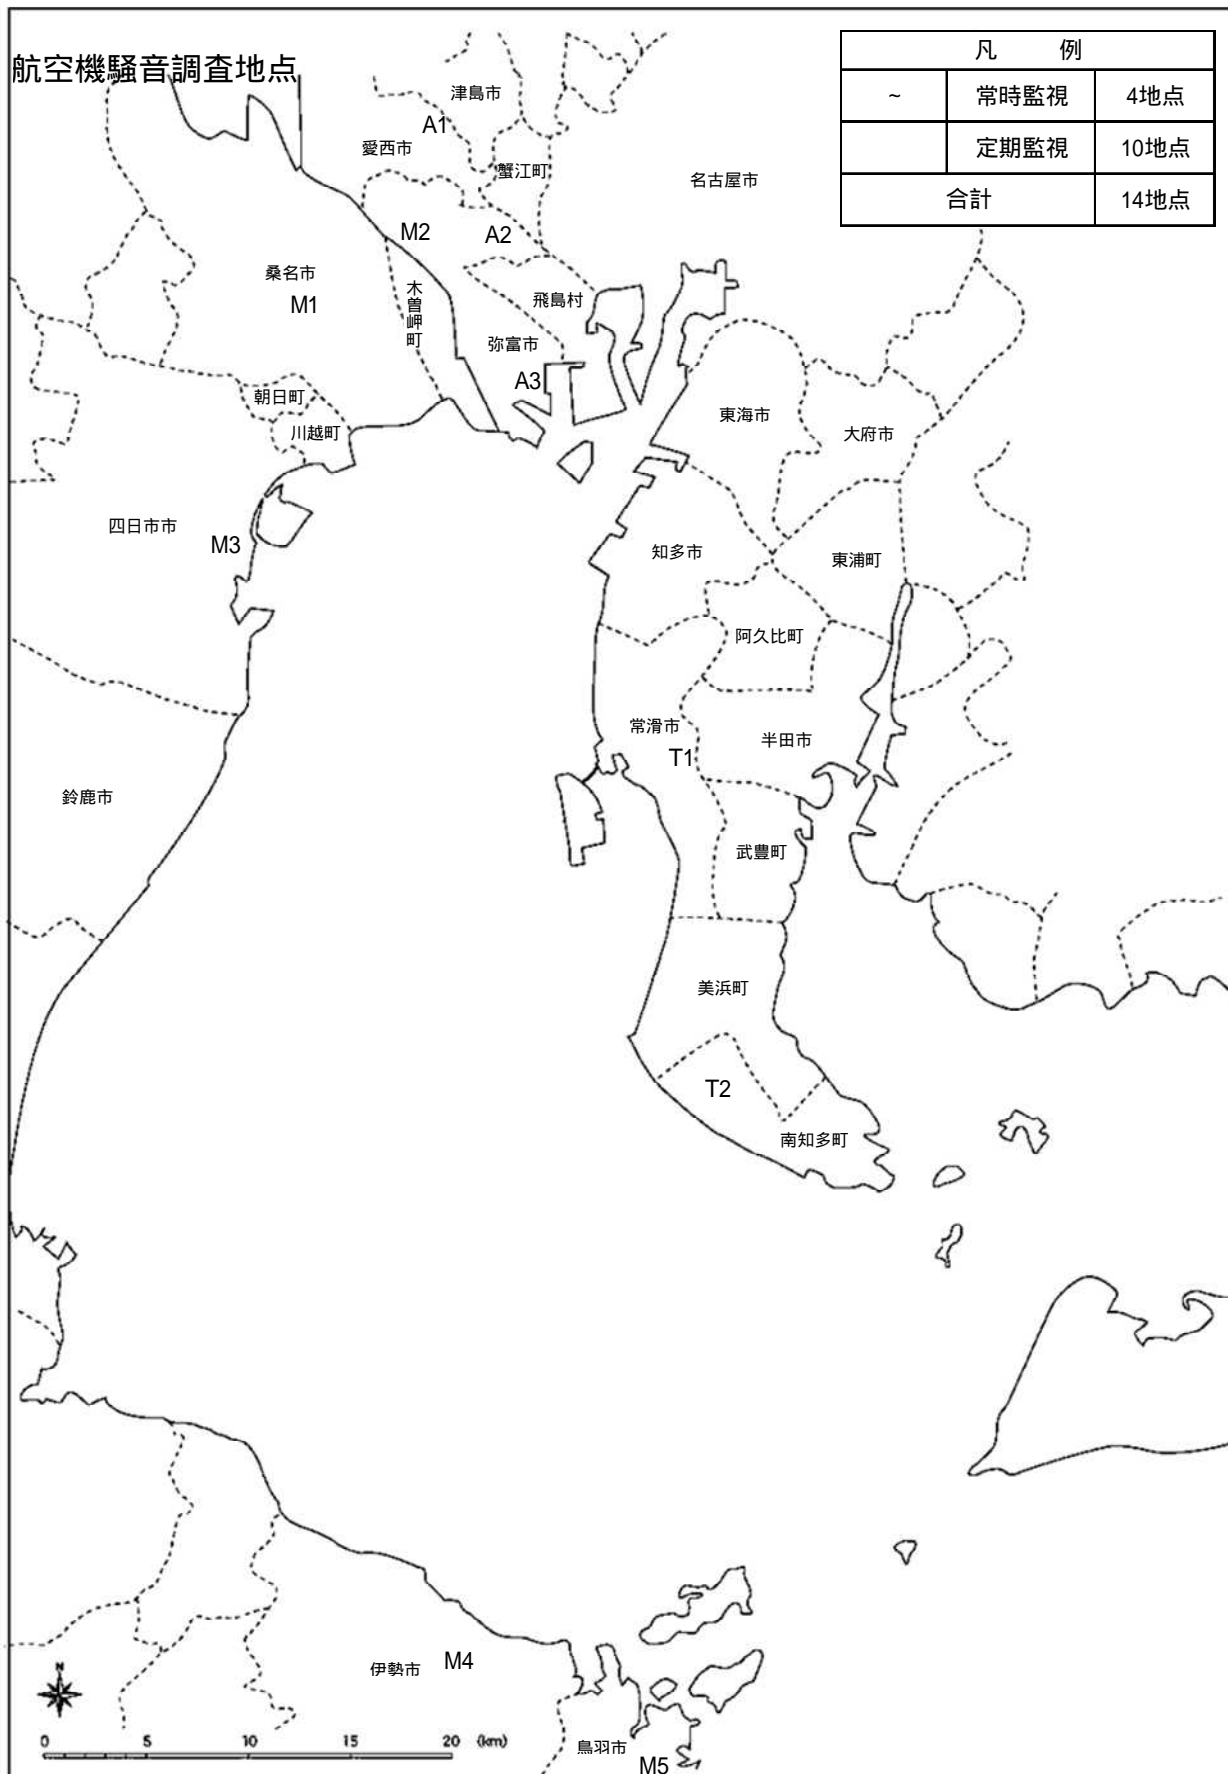 航空機騒音調査地点
凡 例
~ 常時監視 4地点
定期監視 10地点
合計 14地点
津島市
A1
愛西市
蟹江町
名古屋市
M2
A2
桑名市
M1
木曽岬町
飛島村
弥富市
A3
朝日町
川越町
東海市
大府市
四日市市
M3
知多市
東浦町
阿久比町
常滑市
T1
半田市
鈴鹿市
武豊町
美浜町
T2
南知多町
伊勢市
M4
N
0 5 10 15 20 (km)
鳥羽市
M5